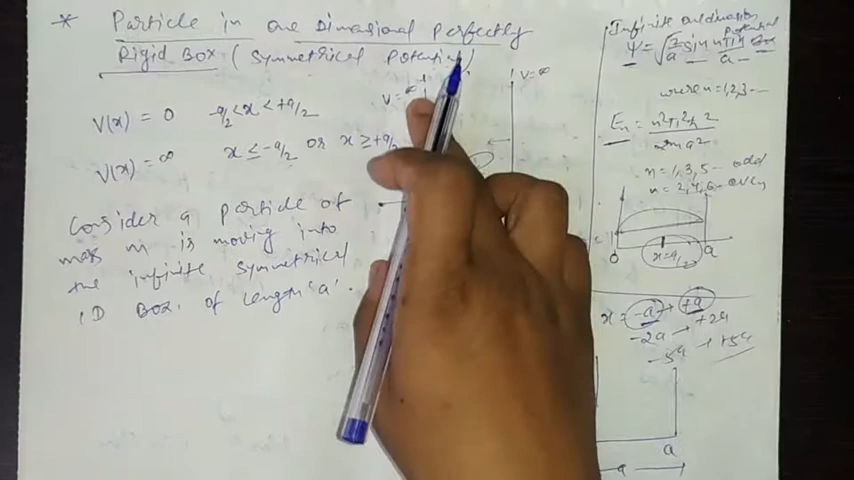 * Particle in one Dimensional Perfectly
Rigid Box (Symmetrical Potential)
V(x) = 0 -a/2 < x < +a/2
V(x) = ∞ x ≤ -a/2 or x ≥ +a/2
V = ∞
V = ∞
Consider a particle of
mass m is moving into
the infinite symmetrical
1D Box. of length 'a'.
Infinite one dimension
Potential
Box
Ψ = √2/a sin nπx/a
where n = 1,2,3 ---
En = n²π²ħ²/2ma²
n = 1,3,5 --- odd
n = 2,4,6 -- even
0 x = a/2 a
x = -a → +a
-2a → +2a
-5a → +5a
a
a